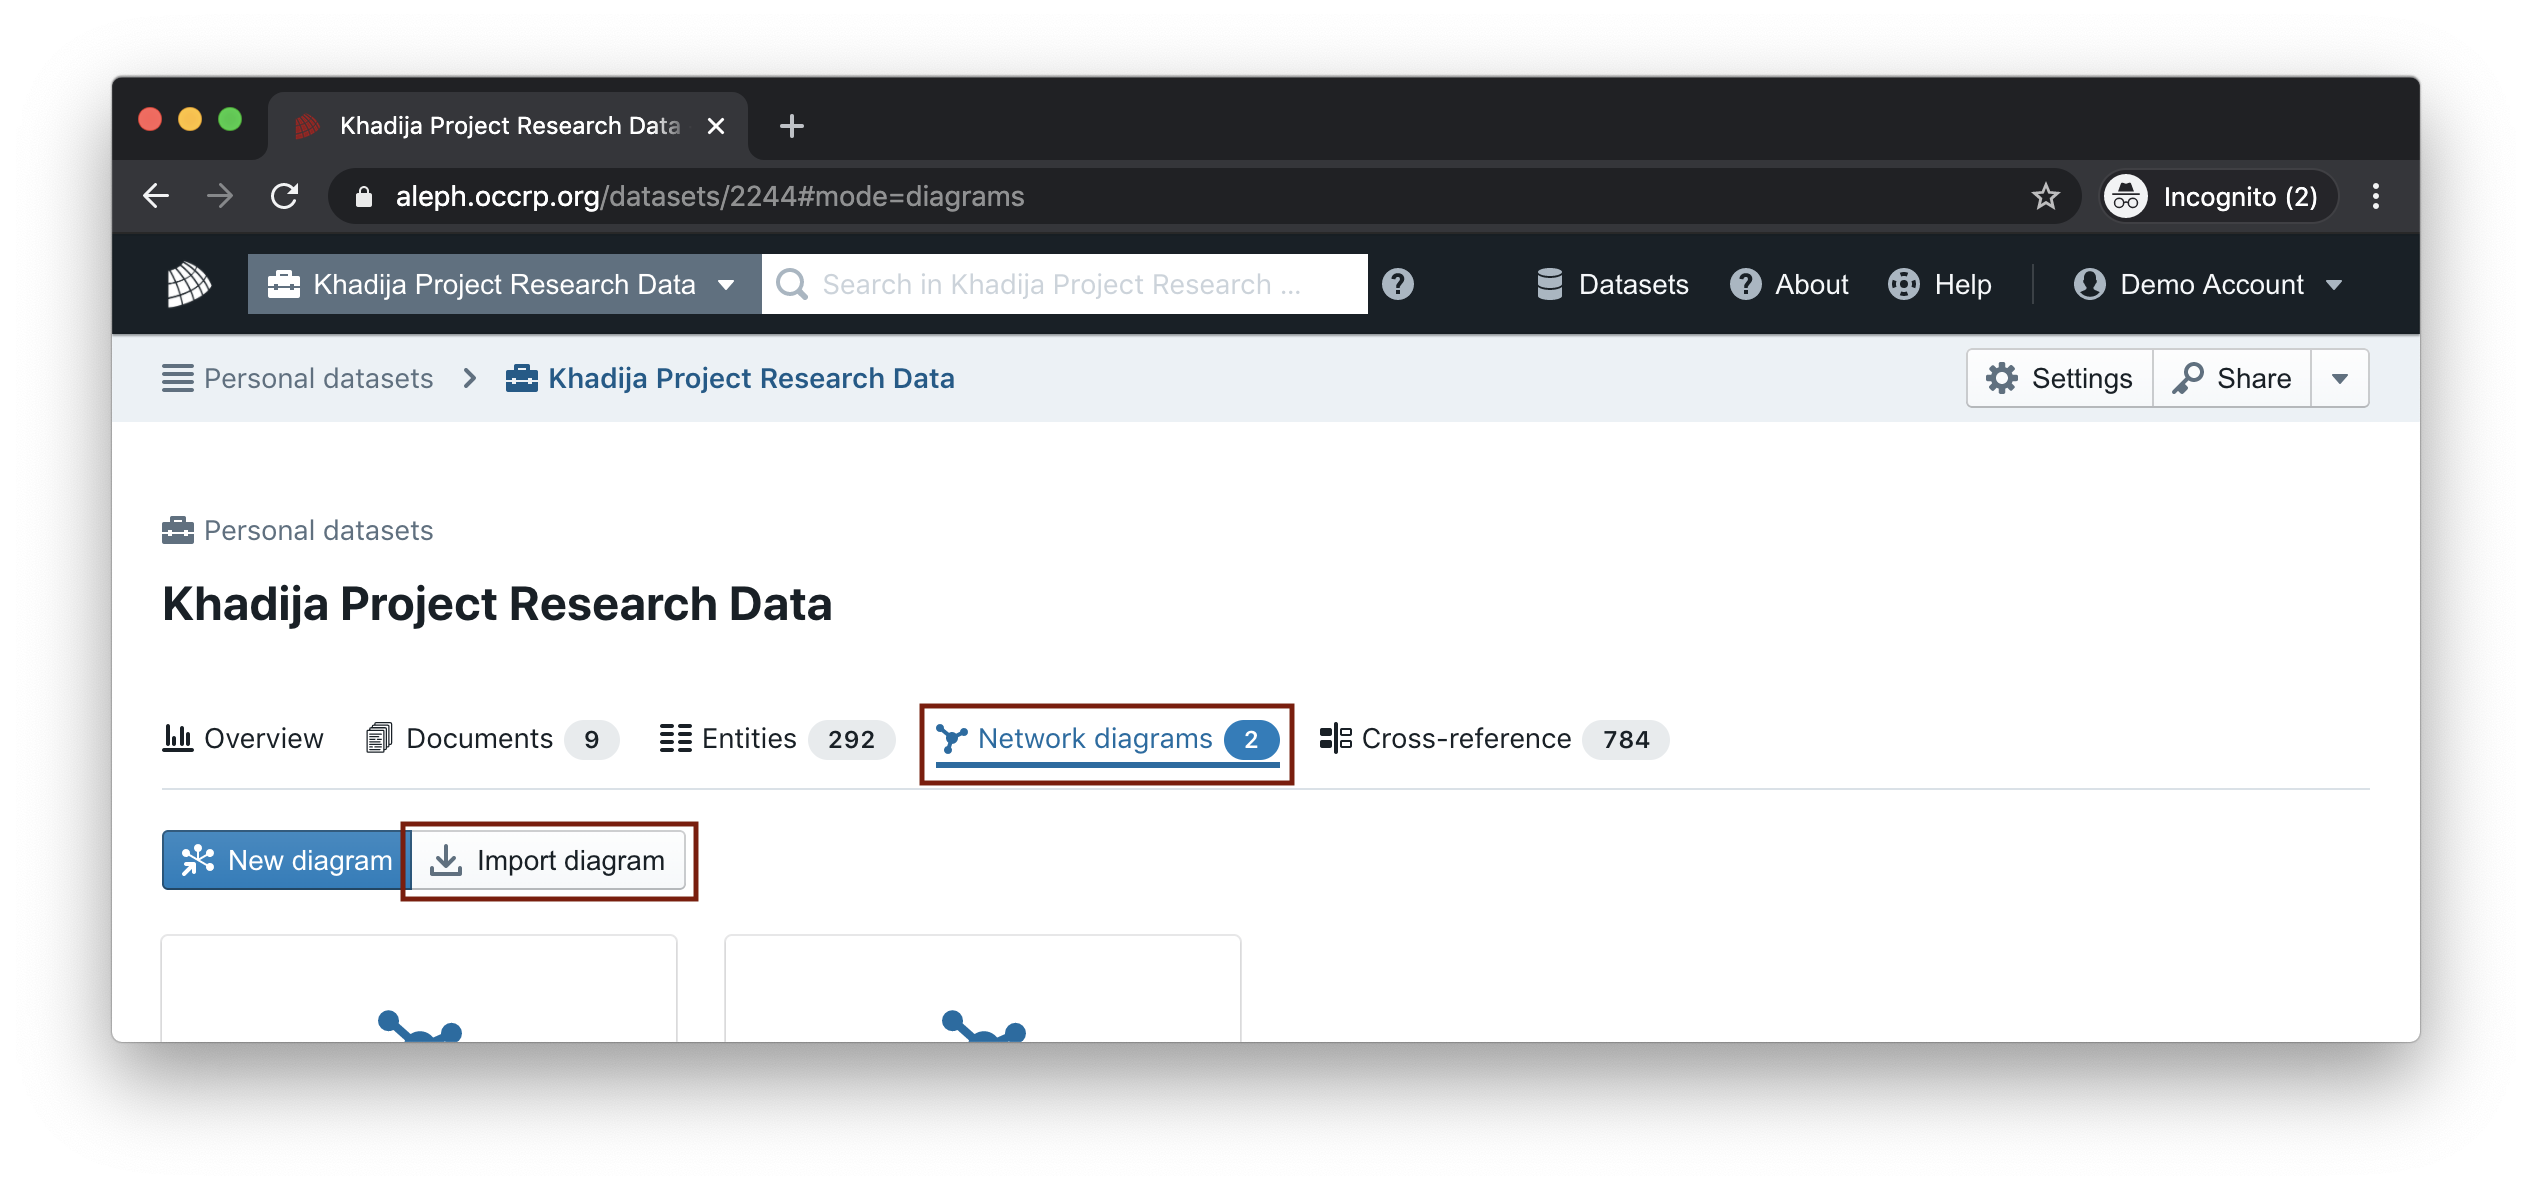 Khadija Project Research Data
aleph.occrp.org/datasets/2244#mode=diagrams
Incognito (2)
Khadija Project Research Data
Search in Khadija Project Research ...
Datasets
About
Help
Demo Account
Personal datasets
Khadija Project Research Data
Settings
Share
Personal datasets
Khadija Project Research Data
Overview
Documents 9
Entities 292
Network diagrams 2
Cross-reference 784
New diagram
Import diagram